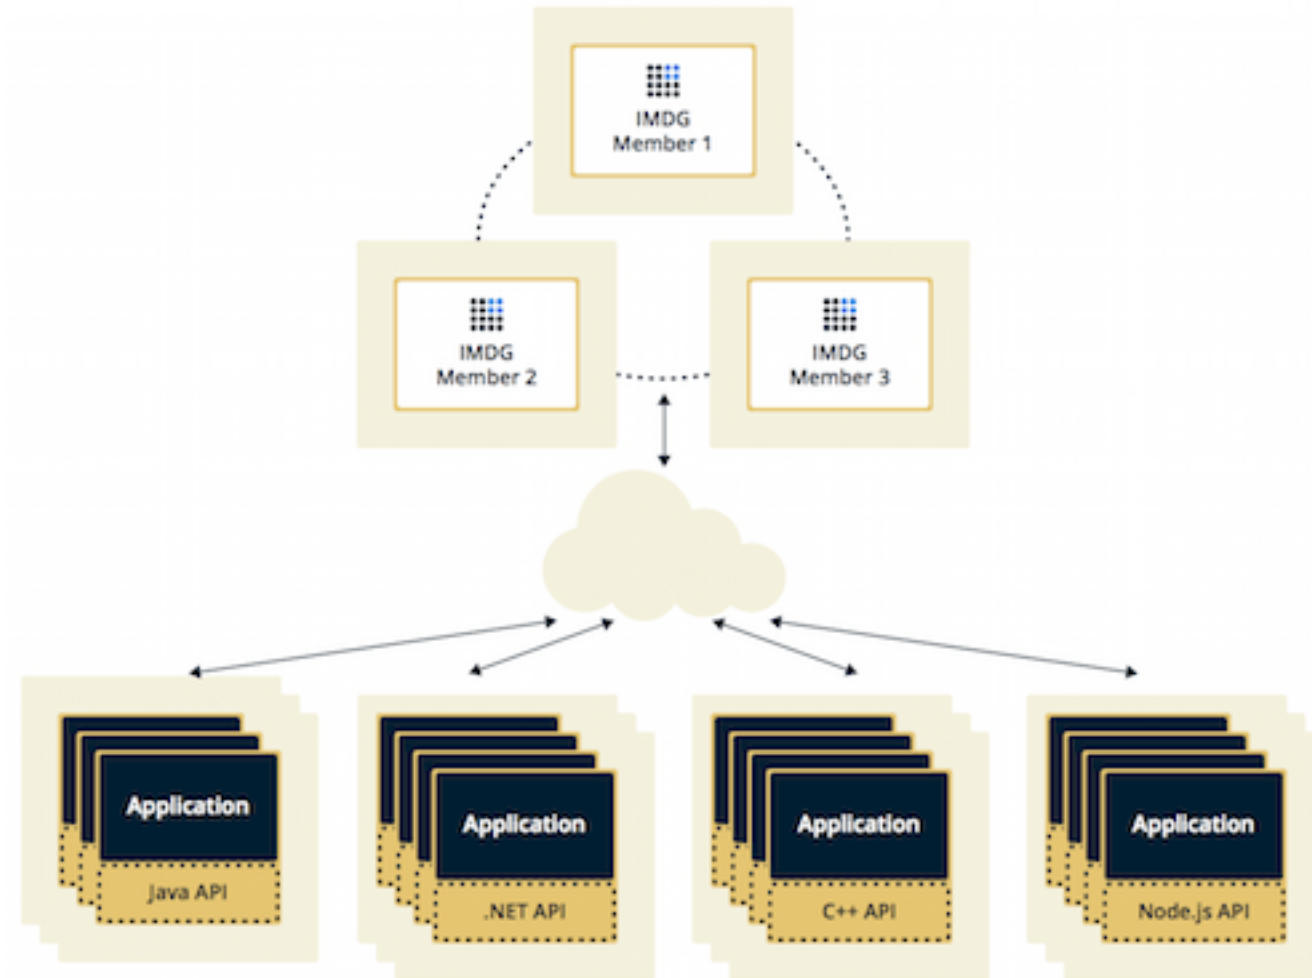 IMDG
Member 1
IMDG
Member 2
IMDG
Member 3
Application
Java API
Application
.NET API
Application
C++ API
Application
Node.js API